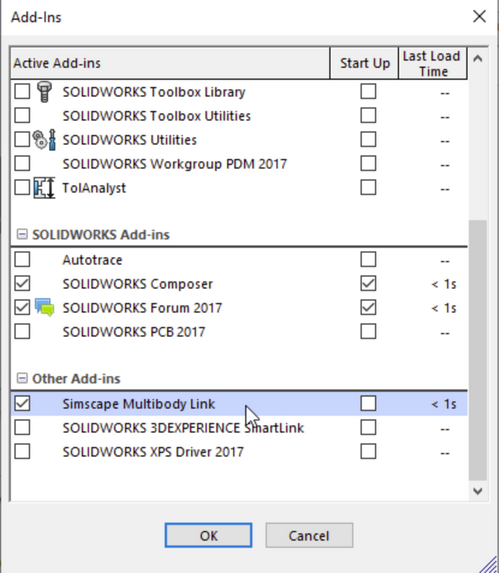 Add-Ins
Active Add-ins Start Up Last Load Time
SOLIDWORKS Toolbox Library --
SOLIDWORKS Toolbox Utilities --
SOLIDWORKS Utilities --
SOLIDWORKS Workgroup PDM 2017 --
TolAnalyst --
SOLIDWORKS Add-ins
Autotrace --
SOLIDWORKS Composer < 1s
SOLIDWORKS Forum 2017 < 1s
SOLIDWORKS PCB 2017 --
Other Add-ins
Simscape Multibody Link < 1s
SOLIDWORKS 3DEXPERIENCE SmartLink --
SOLIDWORKS XPS Driver 2017 --
OK Cancel